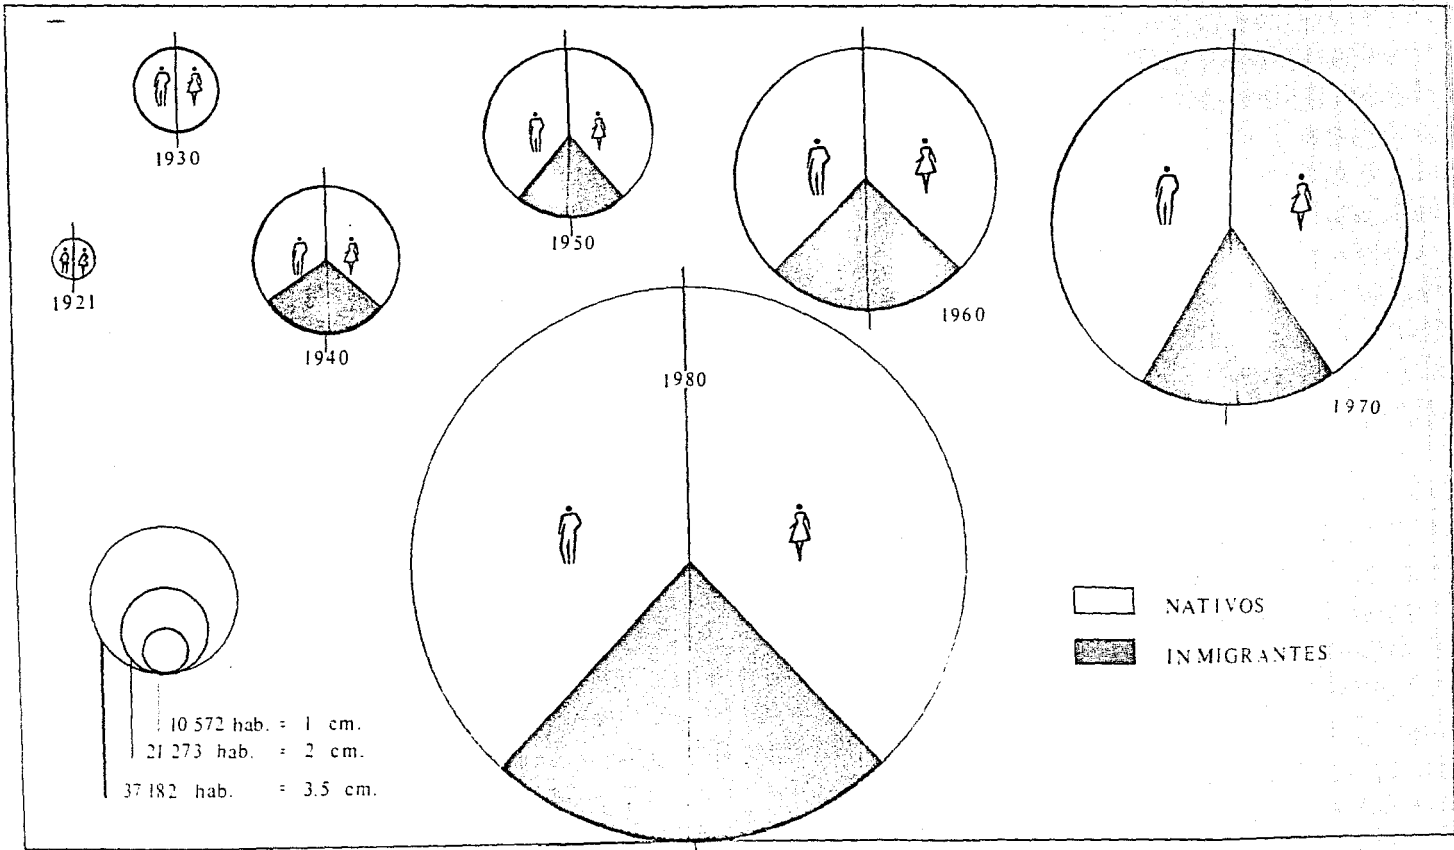 1930
1950
1921
1960
1940
1980
1970
NATIVOS
INMIGRANTES
10 572 hab. = 1 cm.
21 273 hab. = 2 cm.
37 182 hab. = 3.5 cm.